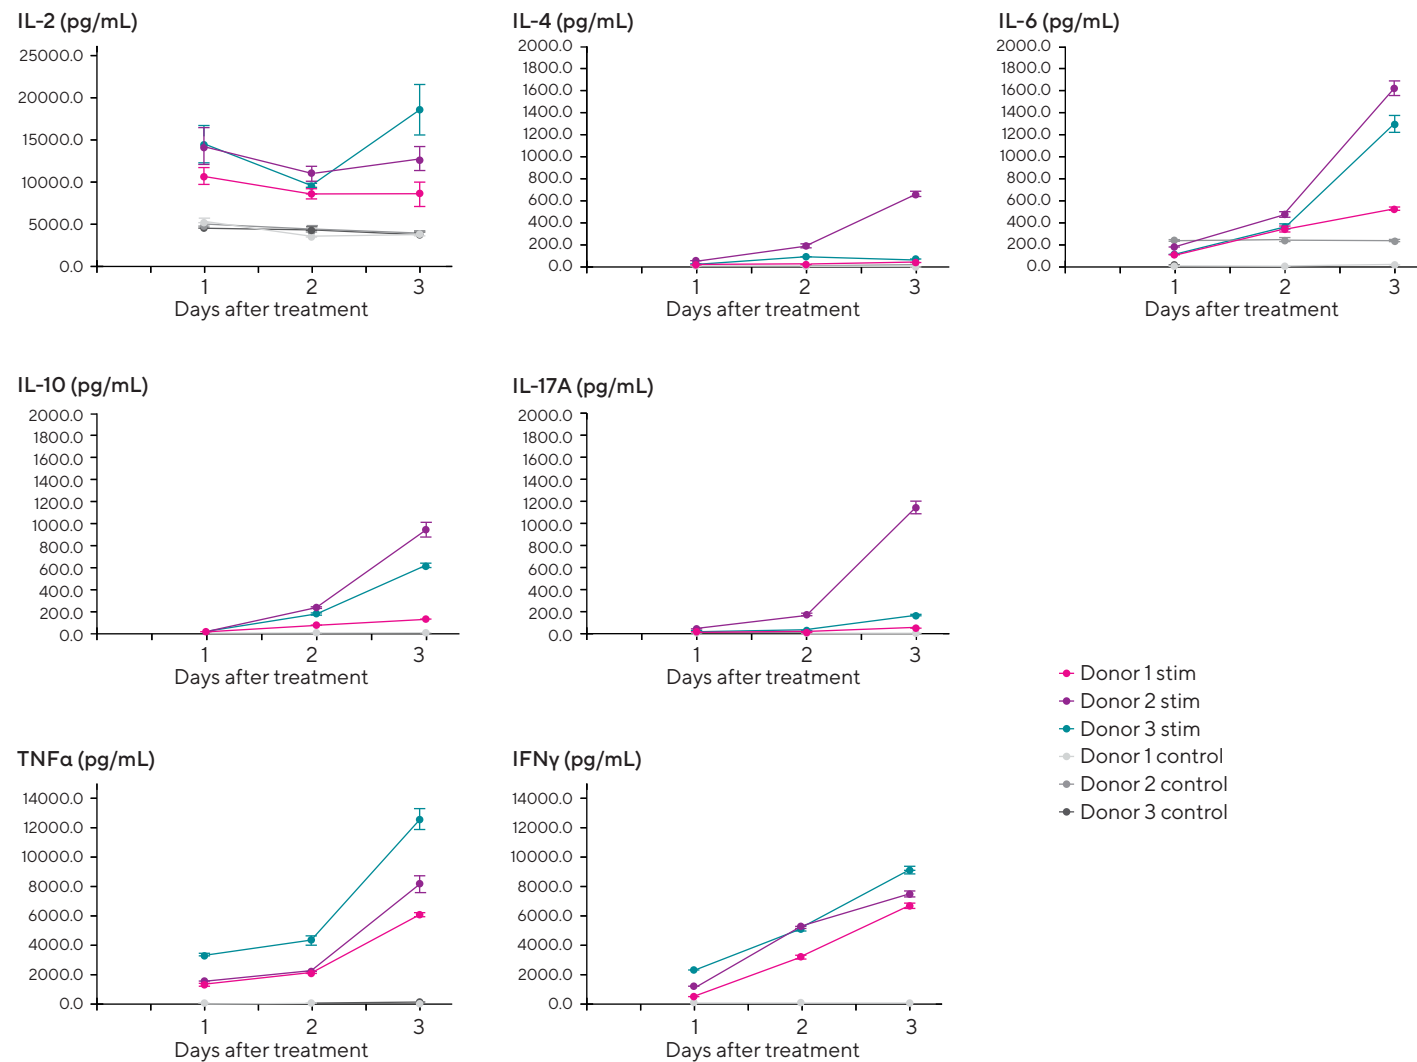 IL-2 (pg/mL)
25000.0
20000.0
15000.0
10000.0
5000.0
0.0
1 2 3
Days after treatment
IL-4 (pg/mL)
2000.0
1800.0
1600.0
1400.0
1200.0
1000.0
800.0
600.0
400.0
200.0
0.0
1 2 3
Days after treatment
IL-6 (pg/mL)
2000.0
1800.0
1600.0
1400.0
1200.0
1000.0
800.0
600.0
400.0
200.0
0.0
1 2 3
Days after treatment
IL-10 (pg/mL)
2000.0
1800.0
1600.0
1400.0
1200.0
1000.0
800.0
600.0
400.0
200.0
0.0
1 2 3
Days after treatment
IL-17A (pg/mL)
2000.0
1800.0
1600.0
1400.0
1200.0
1000.0
800.0
600.0
400.0
200.0
0.0
1 2 3
Days after treatment
Donor 1 stim
Donor 2 stim
Donor 3 stim
Donor 1 control
Donor 2 control
Donor 3 control
TNFα (pg/mL)
14000.0
12000.0
10000.0
8000.0
6000.0
4000.0
2000.0
0.0
1 2 3
Days after treatment
IFNγ (pg/mL)
14000.0
12000.0
10000.0
8000.0
6000.0
4000.0
2000.0
0.0
1 2 3
Days after treatment